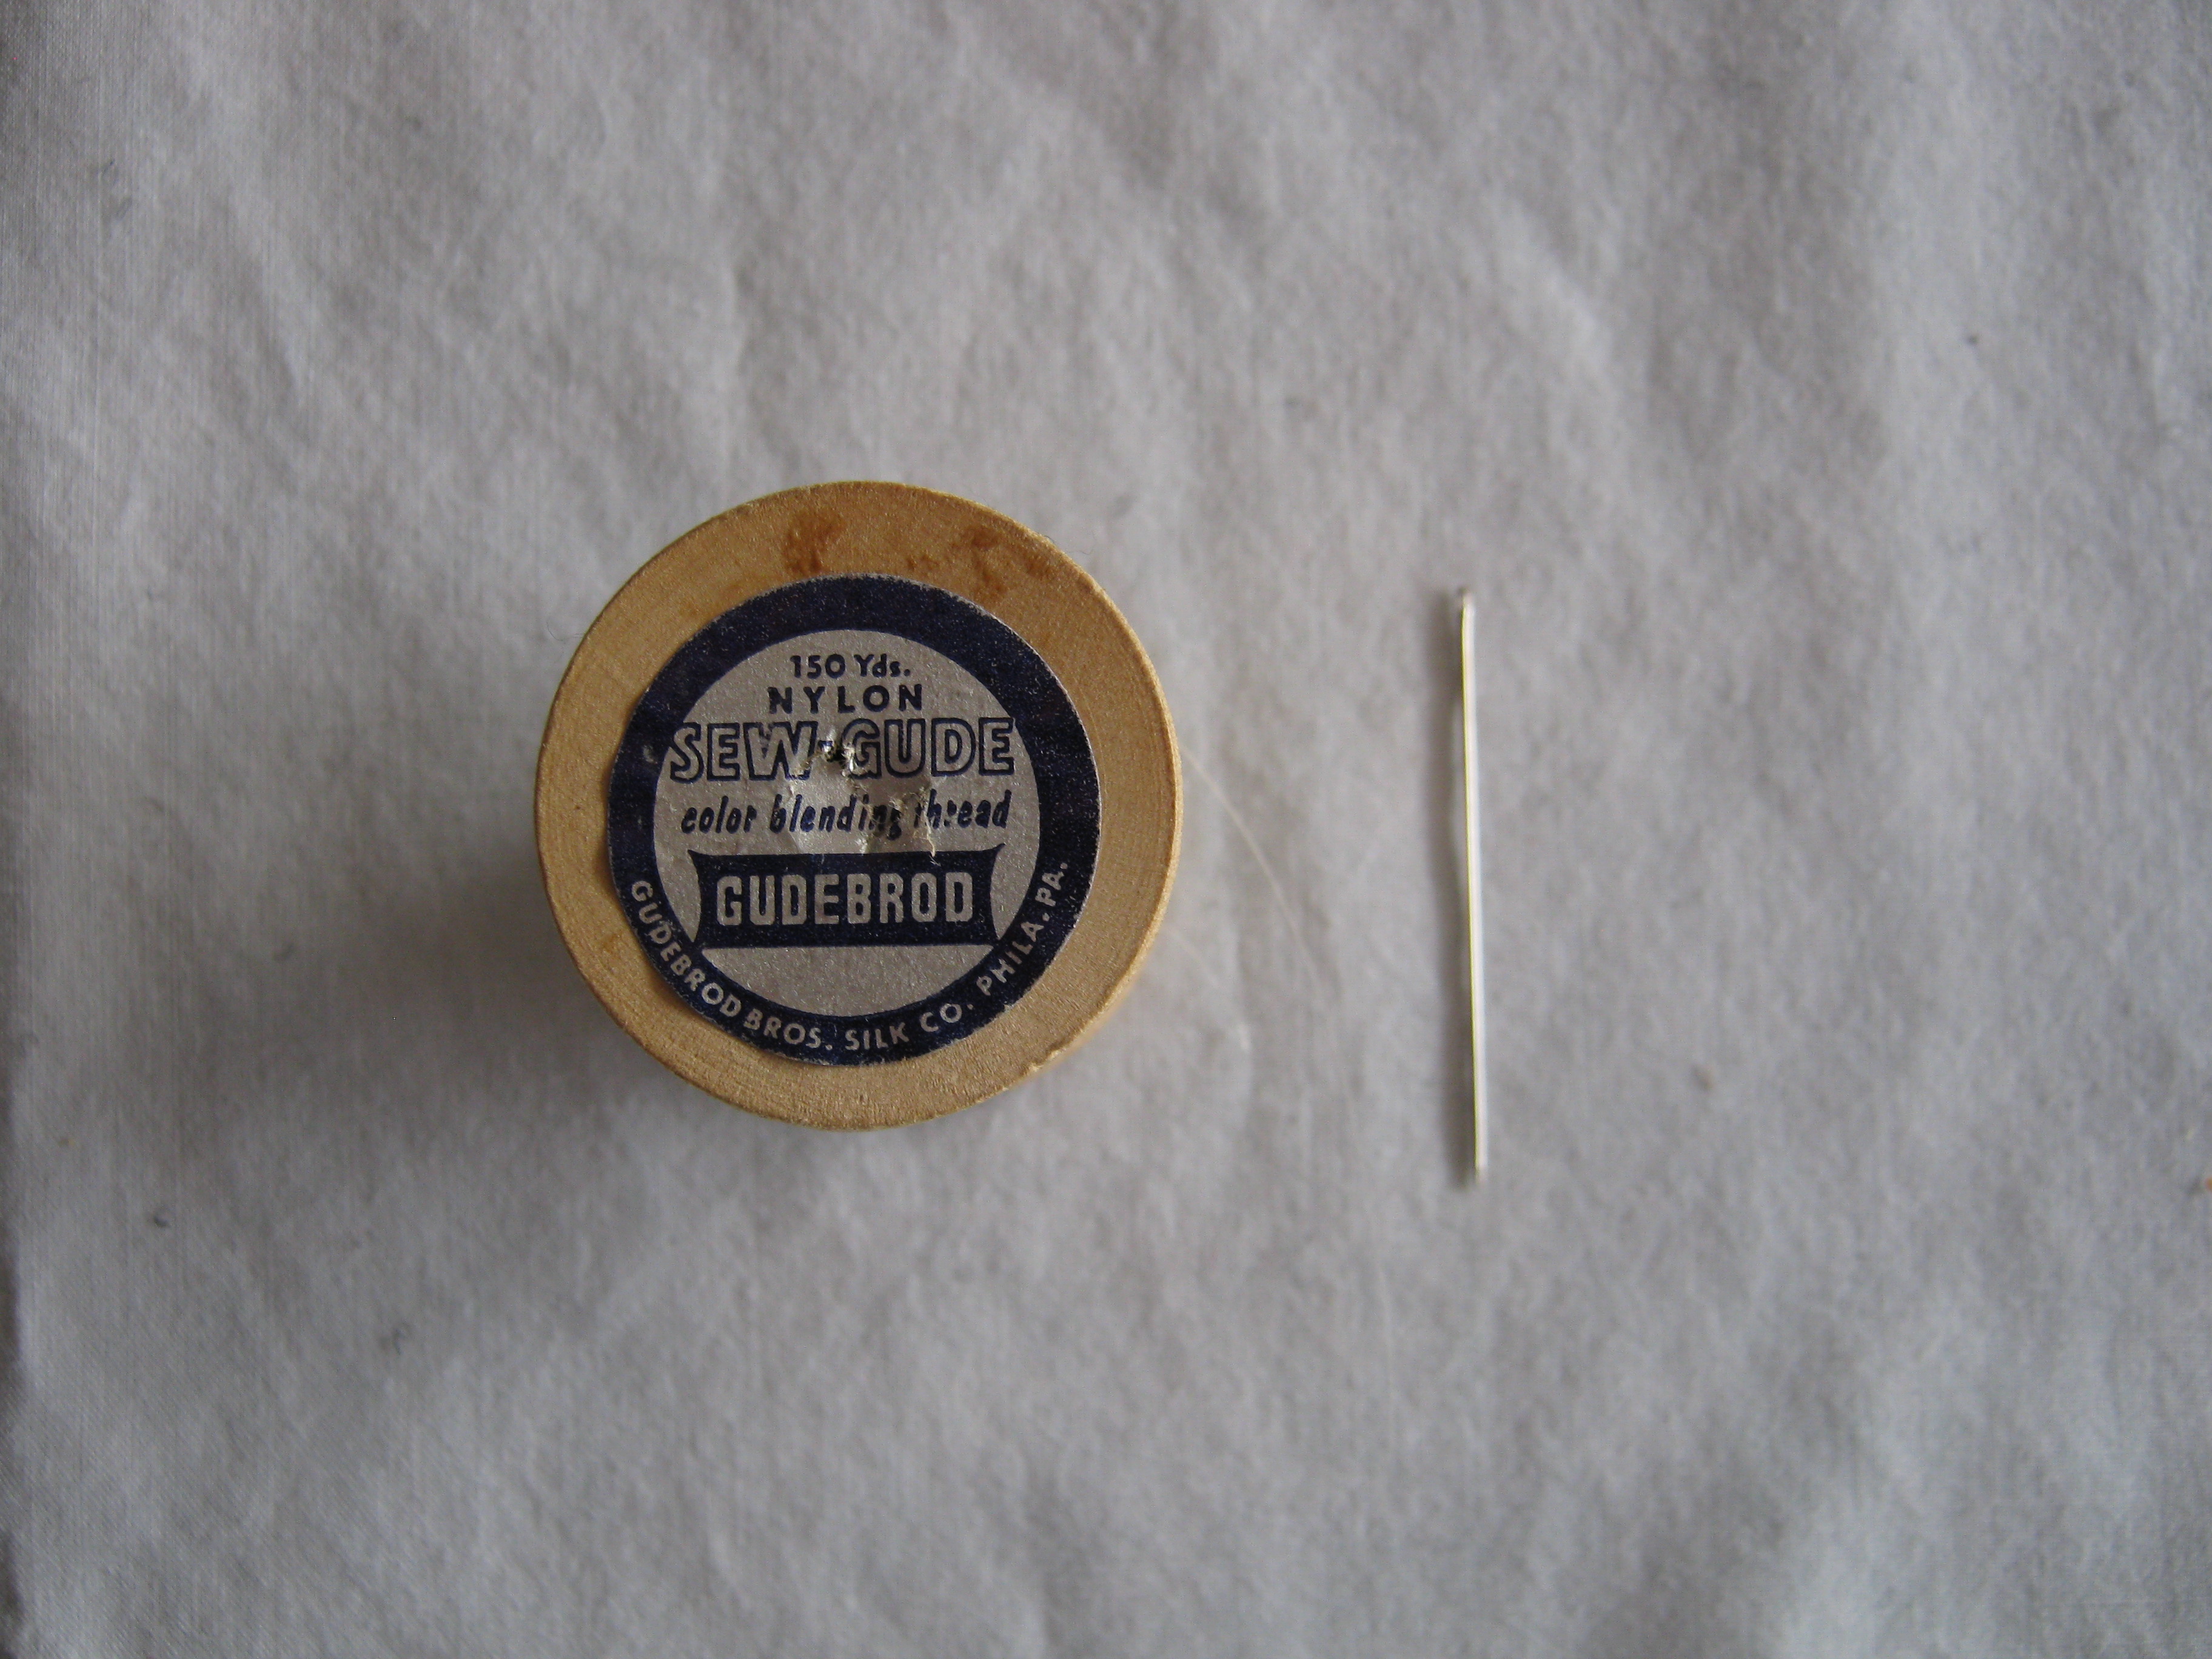 150 Yds.
NYLON
SEW-GUDE
color blending thread
GUDEBROD
GUDEBROD BROS. SILK CO. PHILA. PA.